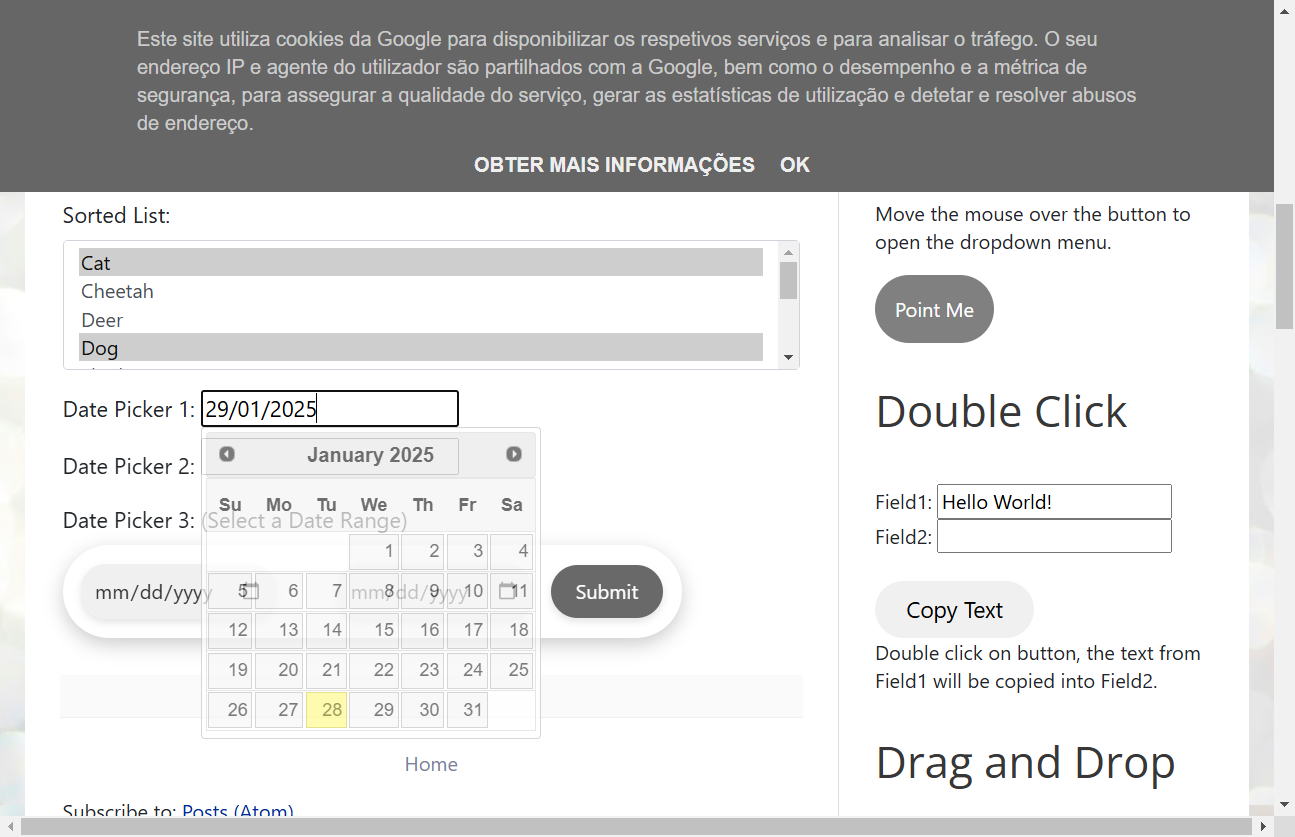 Este site utiliza cookies da Google para disponibilizar os respetivos serviços e para analisar o tráfego. O seu
endereço IP e agente do utilizador são partilhados com a Google, bem como o desempenho e a métrica de
segurança, para assegurar a qualidade do serviço, gerar as estatísticas de utilização e detetar e resolver abusos
de endereço.
OBTER MAIS INFORMAÇÕES OK
Sorted List:
Cat
Cheetah
Deer
Dog
Date Picker 1: 29/01/2025
Date Picker 2:
January 2025
Su Mo Tu We Th Fr Sa
Date Picker 3: (Select a Date Range)
1 2 3 4
mm/dd/yyyy mm/dd/yyyy Submit
5 6 7 8 9 10 11
12 13 14 15 16 17 18
19 20 21 22 23 24 25
26 27 28 29 30 31
Home
Subscribe to: Posts (Atom)
Move the mouse over the button to
open the dropdown menu.
Point Me
Double Click
Field1: Hello World!
Field2:
Copy Text
Double click on button, the text from
Field1 will be copied into Field2.
Drag and Drop